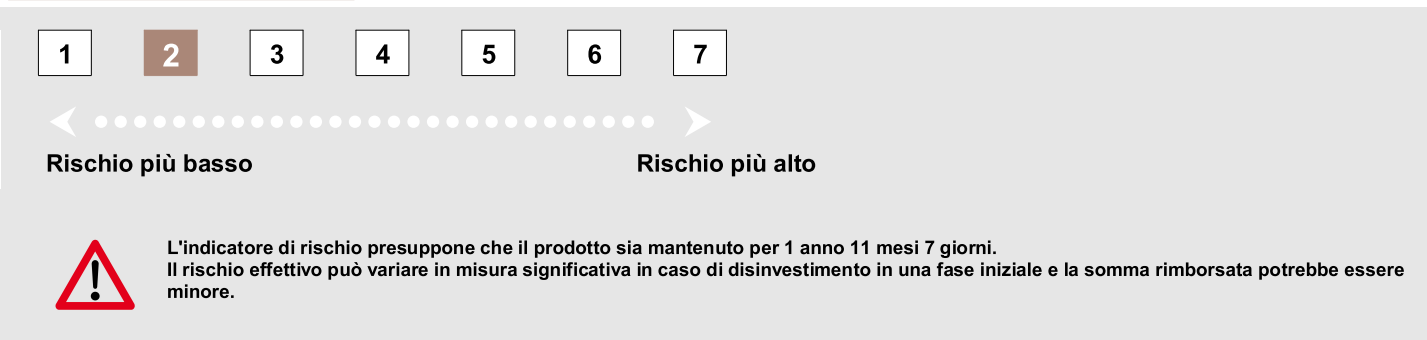 1 2 3 4 5 6 7
Rischio più basso Rischio più alto
L'indicatore di rischio presuppone che il prodotto sia mantenuto per 1 anno 11 mesi 7 giorni.
Il rischio effettivo può variare in misura significativa in caso di disinvestimento in una fase iniziale e la somma rimborsata potrebbe essere
minore.